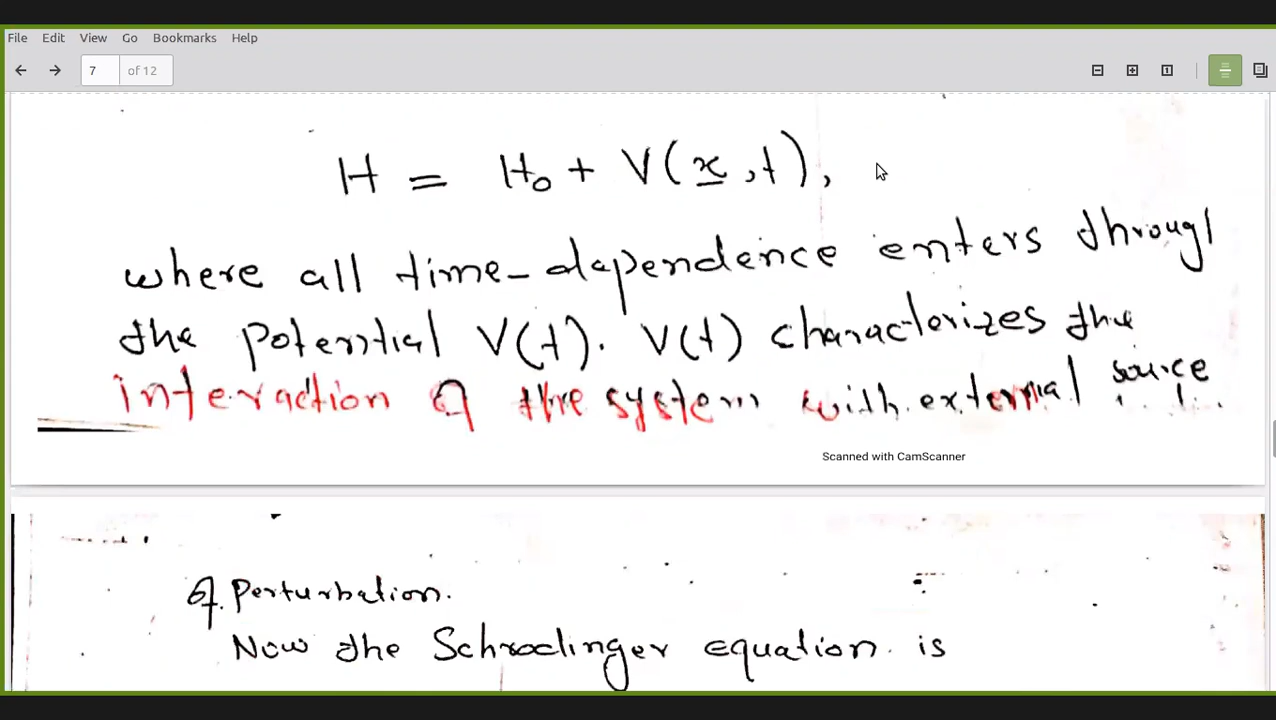 File Edit View Go Bookmarks Help
7 of 12
H = H₀ + V(x̲,t),
where all time-dependence enters through
the potential V(t). V(t) characterizes the
interaction of the system with external source
Scanned with CamScanner
of perturbation.
Now the Schrodinger equation is